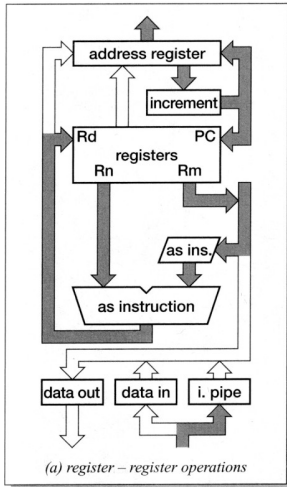 address register
increment
Rd PC
registers
Rn Rm
as ins.
as instruction
data out data in i. pipe
(a) register – register operations